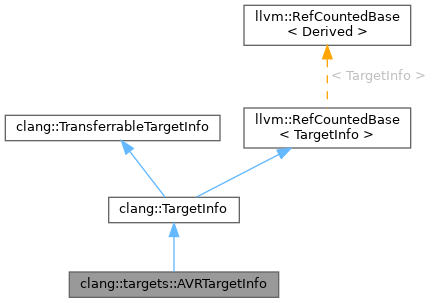 llvm::RefCountedBase
< Derived >
< TargetInfo >
clang::TransferrableTargetInfo
llvm::RefCountedBase
< TargetInfo >
clang::TargetInfo
clang::targets::AVRTargetInfo